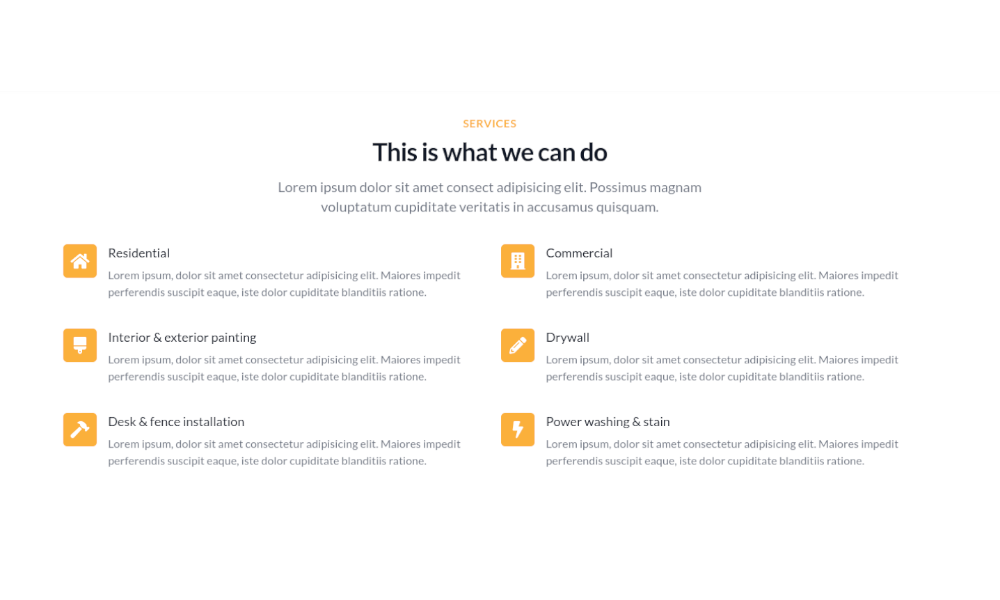 SERVICES
This is what we can do
Lorem ipsum dolor sit amet consect adipisicing elit. Possimus magnam
voluptatum cupiditate veritatis in accusamus quisquam.
Residential
Lorem ipsum, dolor sit amet consectetur adipisicing elit. Maiores impedit
perferendis suscipit eaque, iste dolor cupiditate blanditiis ratione.
Commercial
Lorem ipsum, dolor sit amet consectetur adipisicing elit. Maiores impedit
perferendis suscipit eaque, iste dolor cupiditate blanditiis ratione.
Interior & exterior painting
Lorem ipsum, dolor sit amet consectetur adipisicing elit. Maiores impedit
perferendis suscipit eaque, iste dolor cupiditate blanditiis ratione.
Drywall
Lorem ipsum, dolor sit amet consectetur adipisicing elit. Maiores impedit
perferendis suscipit eaque, iste dolor cupiditate blanditiis ratione.
Desk & fence installation
Lorem ipsum, dolor sit amet consectetur adipisicing elit. Maiores impedit
perferendis suscipit eaque, iste dolor cupiditate blanditiis ratione.
Power washing & stain
Lorem ipsum, dolor sit amet consectetur adipisicing elit. Maiores impedit
perferendis suscipit eaque, iste dolor cupiditate blanditiis ratione.